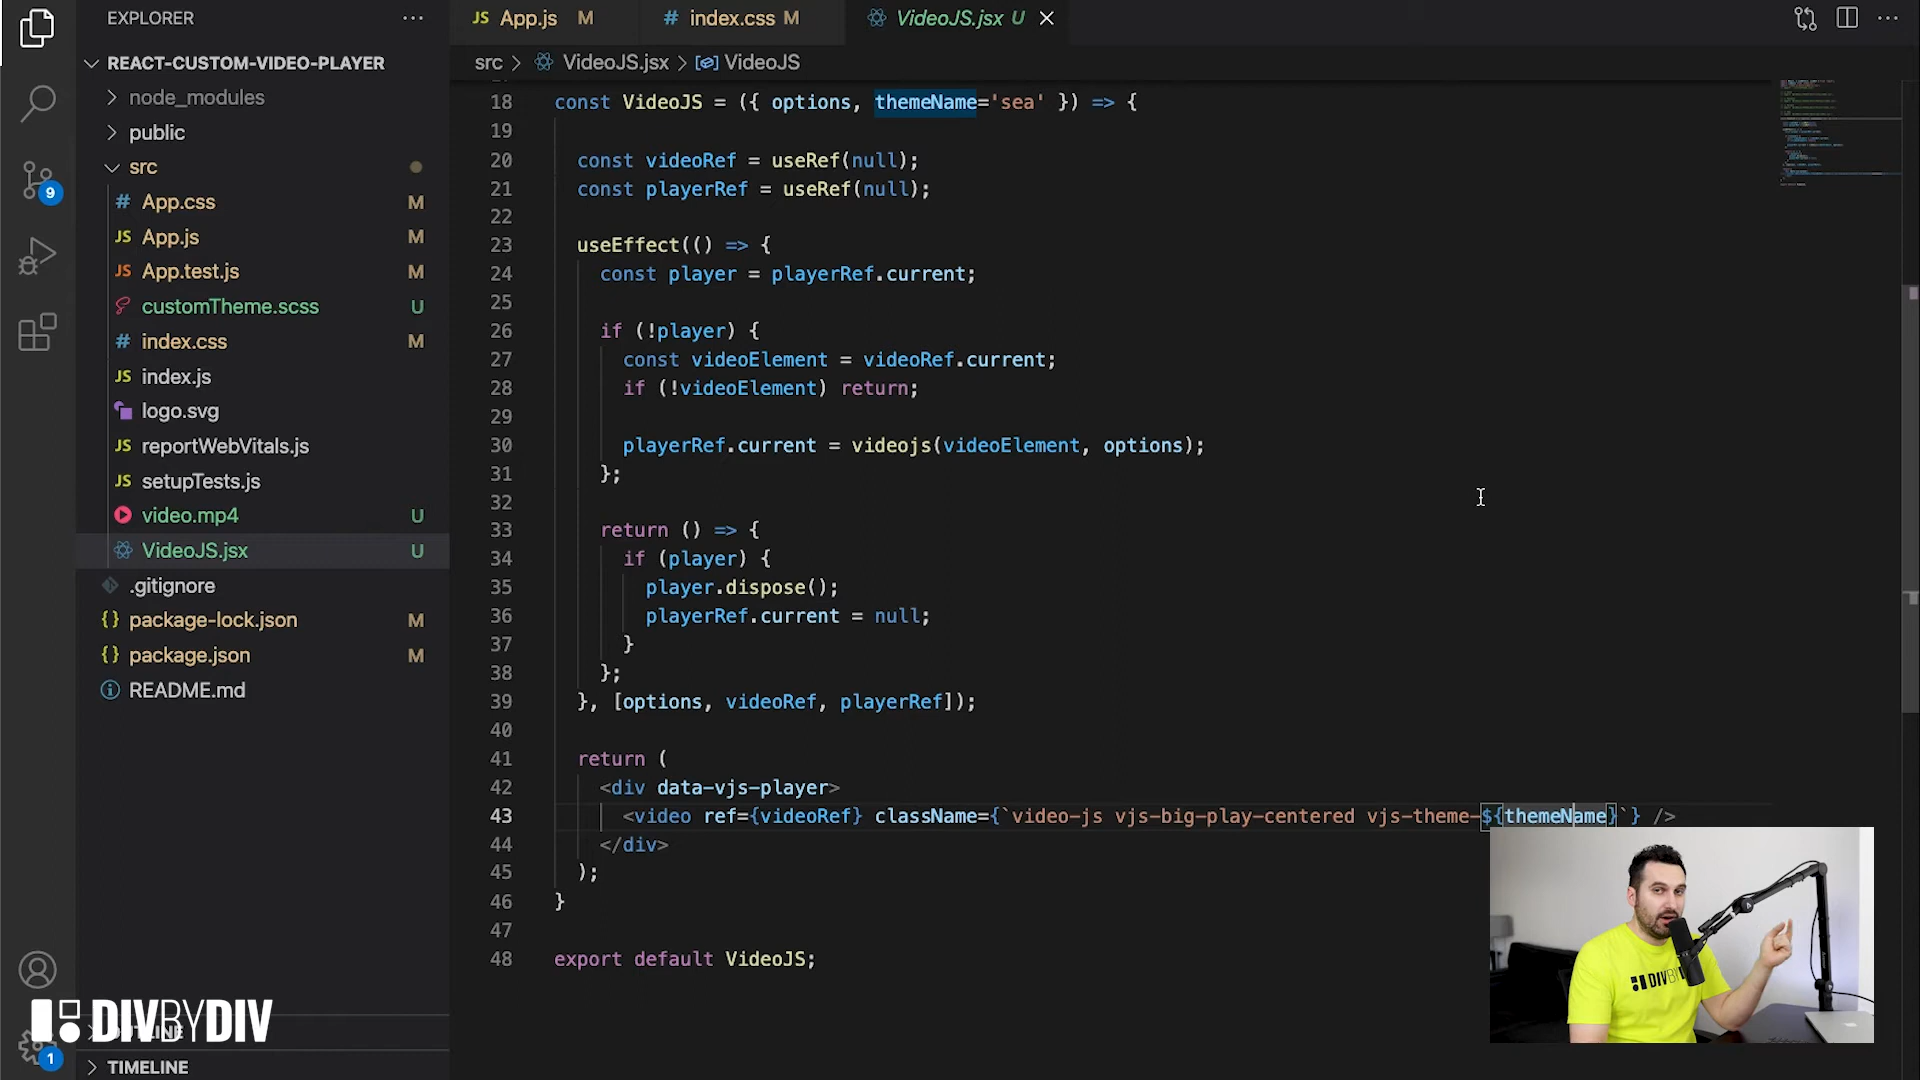 EXPLORER
REACT-CUSTOM-VIDEO-PLAYER
node_modules
public
src
# App.css M
JS App.js M
JS App.test.js M
customTheme.scss U
# index.css M
JS index.js
logo.svg
JS reportWebVitals.js
JS setupTests.js
video.mp4 U
VideoJS.jsx U
.gitignore
{} package-lock.json M
{} package.json M
README.md
TIMELINE
9
1
DIVBYDIV
JS App.js M
# index.css M
VideoJS.jsx U
src > VideoJS.jsx > VideoJS
18 const VideoJS = ({ options, themeName='sea' }) => {
19
20 const videoRef = useRef(null);
21 const playerRef = useRef(null);
22
23 useEffect(() => {
24 const player = playerRef.current;
25
26 if (!player) {
27 const videoElement = videoRef.current;
28 if (!videoElement) return;
29
30 playerRef.current = videojs(videoElement, options);
31 };
32
33 return () => {
34 if (player) {
35 player.dispose();
36 playerRef.current = null;
37 }
38 };
39 }, [options, videoRef, playerRef]);
40
41 return (
42 <div data-vjs-player>
43 <video ref={videoRef} className={`video-js vjs-big-play-centered vjs-theme-${themeName}`} />
44 </div>
45 );
46 }
47
48 export default VideoJS;